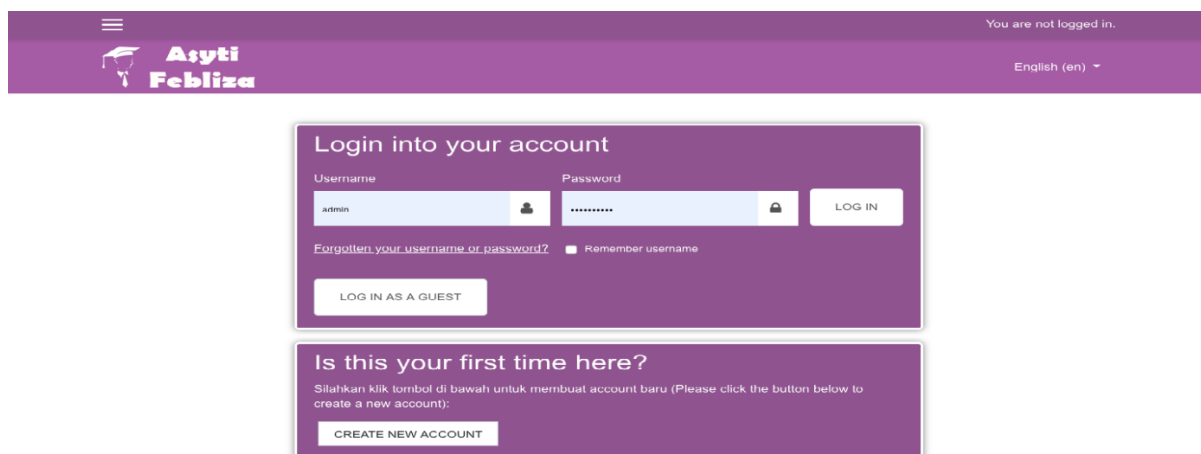 You are not logged in.
Asyti
Febliza
English (en)
Login into your account
Username
Password
admin
••••••••••
LOG IN
Forgotten your username or password?
Remember username
LOG IN AS A GUEST
Is this your first time here?
Silahkan klik tombol di bawah untuk membuat account baru (Please click the button below to
create a new account):
CREATE NEW ACCOUNT